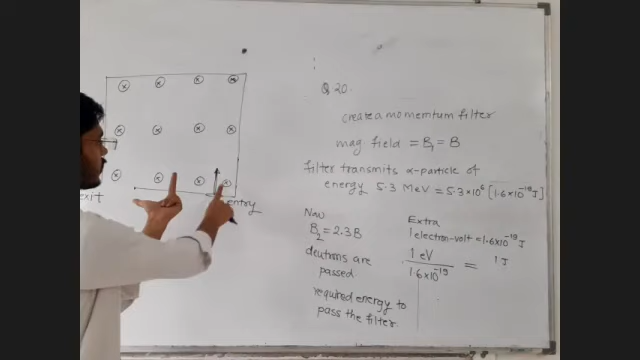 exit
entry
Q 20.
create a momentum filter
mag field = B₁ = B
filter transmits α-particle of
energy 5.3 MeV = 5.3×10⁶ [1.6×10⁻¹⁹J]
Now
B₂ = 2.3B
deutrons are
passed
required energy to
pass the filter
Extra
1 electron-volt = 1.6×10⁻¹⁹ J
1 eV / 1.6×10⁻¹⁹ = 1 J